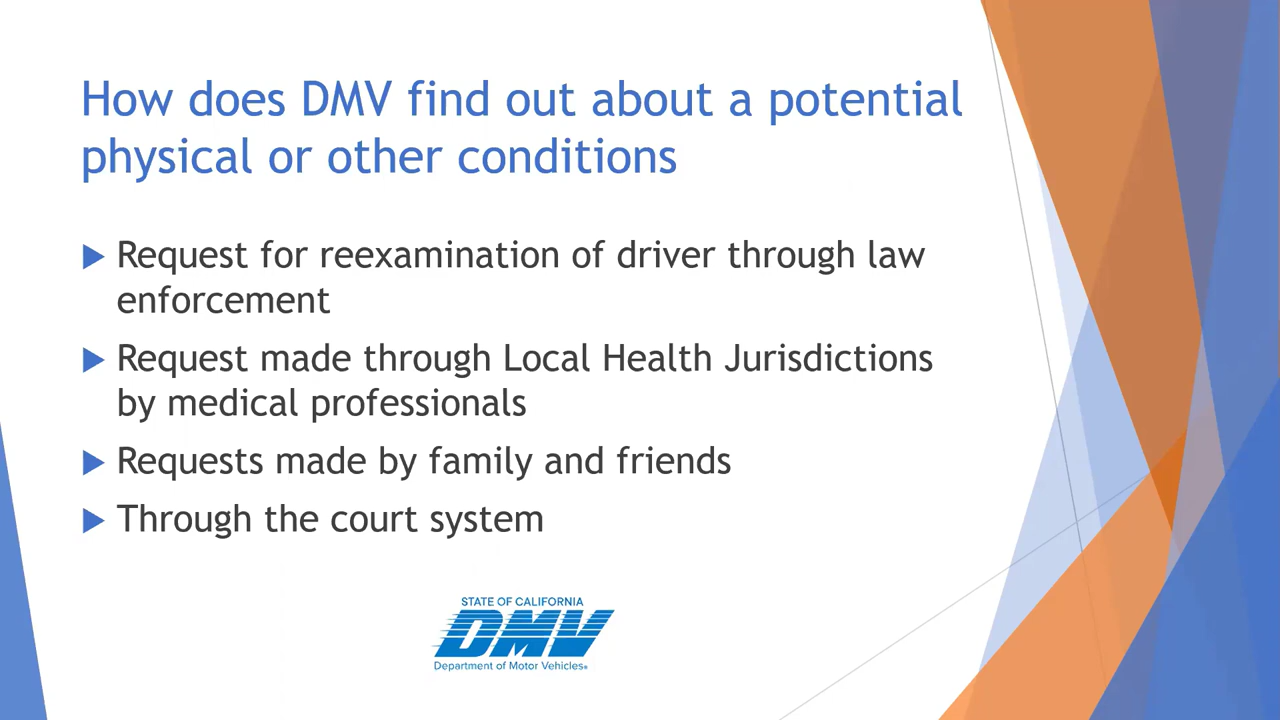 How does DMV find out about a potential
physical or other conditions
Request for reexamination of driver through law
enforcement
Request made through Local Health Jurisdictions
by medical professionals
Requests made by family and friends
Through the court system
STATE OF CALIFORNIA
DMV
Department of Motor Vehicles®